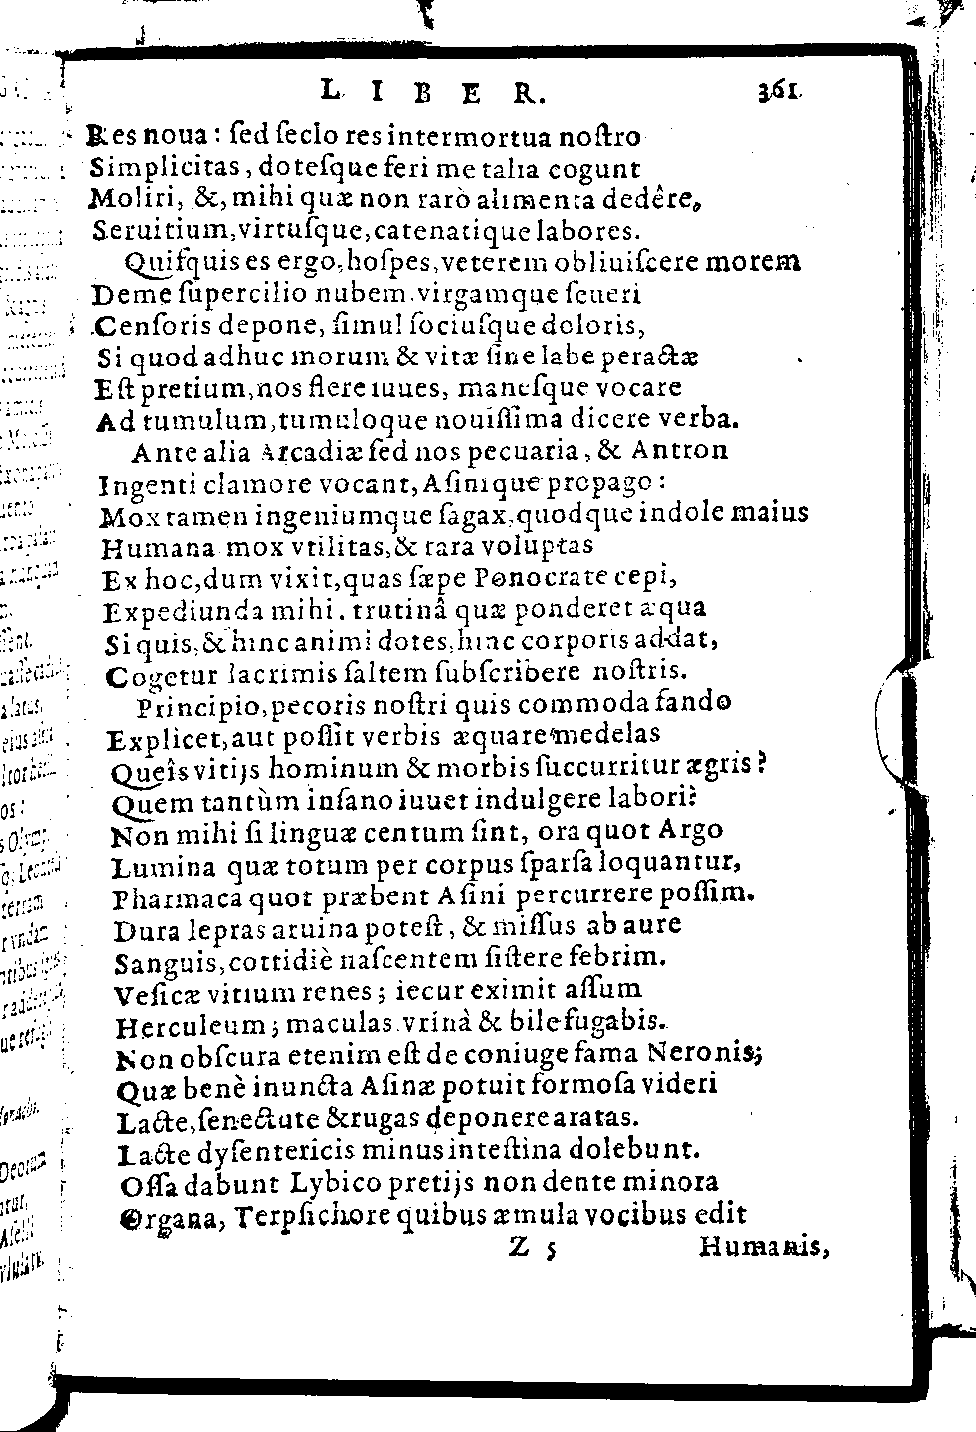 LIBER. 361
Res noua: ſed ſeclo res intermortua noſtro
Simplicitas, doteſque feri me talia cogunt
Moliri, &, mihi quæ non rarò alimenta dedêre,
Seruitium, virtuſque, catenatique labores.
Quiſquis es ergo, hoſpes, veterem obliuiſcere morem
Deme ſupercilio nubem. virgamque ſeueri
Cenſoris depone, ſimul ſociuſque doloris,
Si quod adhuc morum & vitæ ſine labe peractæ
Eſt pretium, nos flere iuues, maneſque vocare
Ad tumulum, tumuloque nouiſſima dicere verba.
Ante alia Arcadiæ ſed nos pecuaria, & Antron
Ingenti clamore vocant, Aſinique propago:
Mox tamen ingeniumque ſagax, quodque indole maius
Humana mox vtilitas, & rara voluptas
Ex hoc, dum vixit, quas ſæpe Ponocrate cepi,
Expediunda mihi. trutinâ quæ ponderet æqua
Si quis, & hinc animi dotes, hinc corporis addat,
Cogetur lacrimis ſaltem ſubſcribere noſtris.
Principio, pecoris noſtri quis commoda fando
Explicet, aut poſſit verbis æquare medelas
Queîs vitijs hominum & morbis ſuccurritur ægris?
Quem tantùm inſano iuuet indulgere labori?
Non mihi ſi linguæ centum ſint, ora quot Argo
Lumina quæ totum per corpus ſparſa loquantur,
Pharmaca quot præbent Aſini percurrere poſſim.
Dura lepras aruina poteſt, & miſſus ab aure
Sanguis, cottidiè naſcentem ſiſtere febrim.
Veſicæ vitium renes; iecur eximit aſſum
Herculeum; maculas vrinà & bile fugabis.
Non obſcura etenim eſt de coniuge fama Neronis;
Quæ benè inuncta Aſinæ potuit formoſa videri
Lacte, ſenectute & rugas deponere aratas.
Lacte dyſentericis minus inteſtina dolebunt.
Oſſa dabunt Lybico pretijs non dente minora
Organa, Terpſichore quibus æmula vocibus edit
Z 5 Humanis,